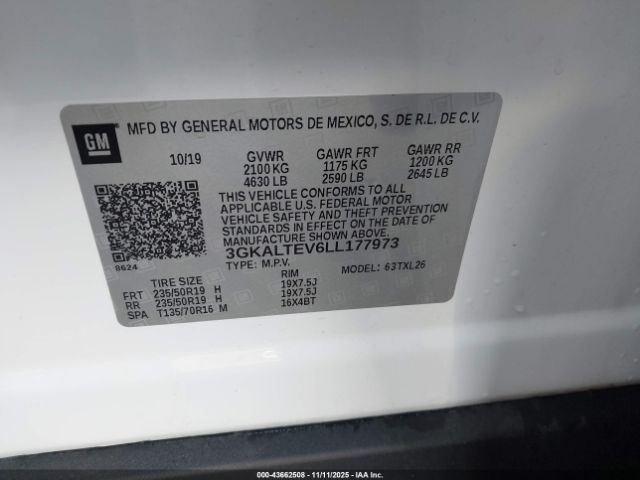 GM
MFD BY GENERAL MOTORS DE MEXICO, S. DE R.L. DE C.V.
10/19 GVWR GAWR FRT GAWR RR
2100 KG 1175 KG 1200 KG
4630 LB 2590 LB 2645 LB
THIS VEHICLE CONFORMS TO ALL
APPLICABLE U.S. FEDERAL MOTOR
VEHICLE SAFETY AND THEFT PREVENTION
STANDARDS IN EFFECT ON THE DATE OF
MANUFACTURE SHOWN ABOVE.
3GKALTEV6LL177973
8624
TYPE: M.P.V. MODEL: 63TXL26
TIRE SIZE RIM
FRT 235/50R19 H 19X7.5J
RR 235/50R19 H 19X7.5J
SPA T135/70R16 M 16X4BT
000-43662508 - 11/11/2025 - IAAI.com